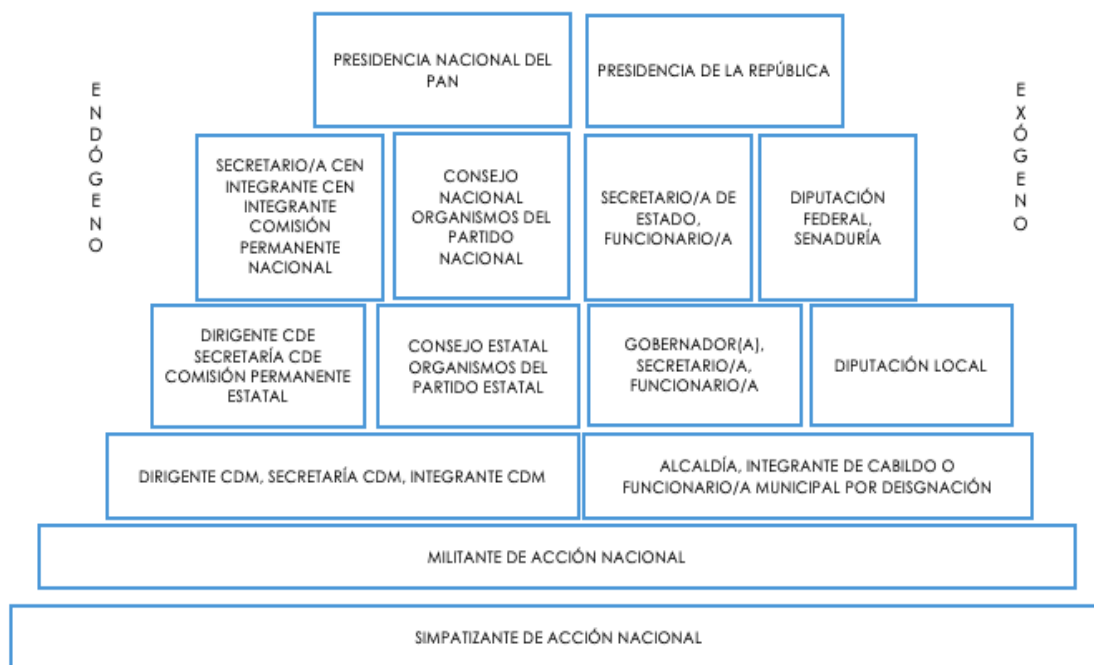 PRESIDENCIA NACIONAL DEL
PAN
PRESIDENCIA DE LA REPÚBLICA
ENDÓGENO
EXÓGENO
SECRETARIO/A CEN
INTEGRANTE CEN
INTEGRANTE
COMISIÓN
PERMANENTE
NACIONAL
CONSEJO
NACIONAL
ORGANISMOS DEL
PARTIDO
NACIONAL
SECRETARIO/A DE
ESTADO,
FUNCIONARIO/A
DIPUTACIÓN
FEDERAL,
SENADURÍA
DIRIGENTE CDE
SECRETARÍA CDE
COMISIÓN PERMANENTE
ESTATAL
CONSEJO ESTATAL
ORGANISMOS DEL
PARTIDO ESTATAL
GOBERNADOR(A),
SECRETARIO/A,
FUNCIONARIO/A
DIPUTACIÓN LOCAL
DIRIGENTE CDM, SECRETARÍA CDM, INTEGRANTE CDM
ALCALDÍA, INTEGRANTE DE CABILDO O
FUNCIONARIO/A MUNICIPAL POR DEISGNACIÓN
MILITANTE DE ACCIÓN NACIONAL
SIMPATIZANTE DE ACCIÓN NACIONAL